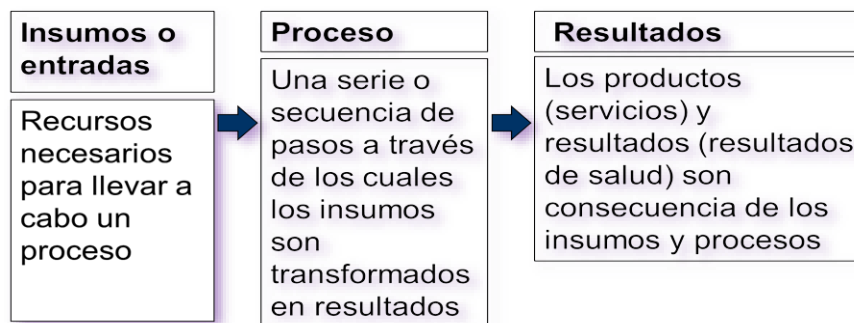 Insumos o
entradas
Recursos
necesarios
para llevar a
cabo un
proceso
Proceso
Una serie o
secuencia de
pasos a través
de los cuales
los insumos
son
transformados
en resultados
Resultados
Los productos
(servicios) y
resultados (resultados
de salud) son
consecuencia de los
insumos y procesos